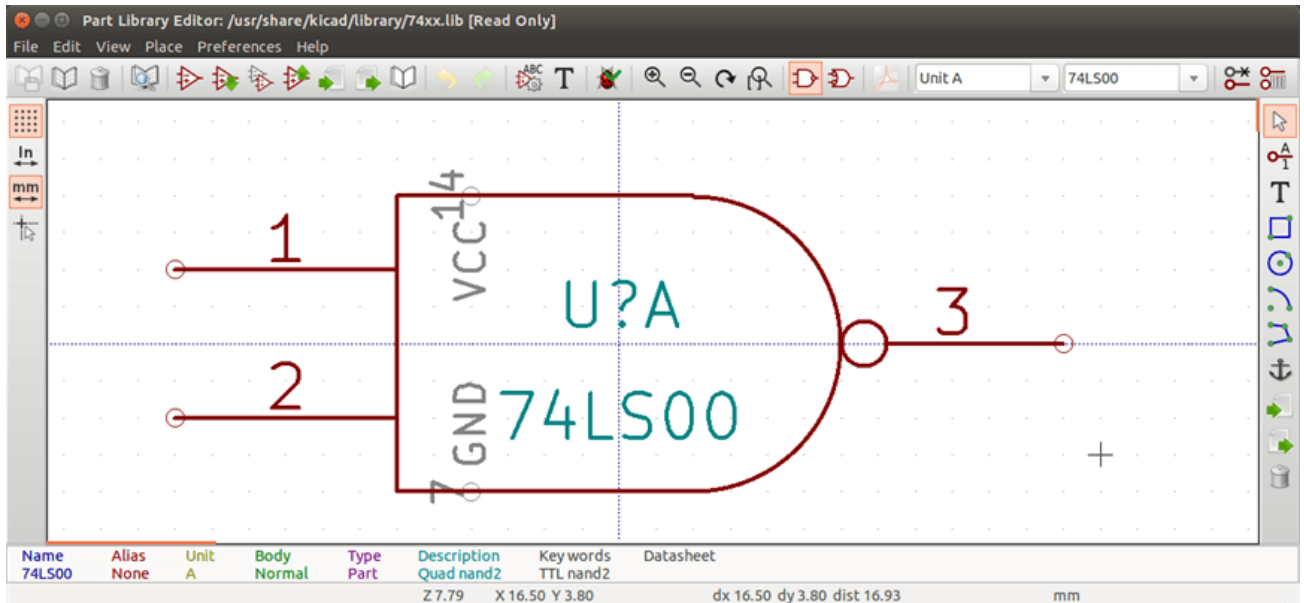 Part Library Editor: /usr/share/kicad/library/74xx.lib [Read Only]
File Edit View Place Preferences Help
ABC T Unit A 74LS00
In
mm
A
1
T
14
VCC
1
U?A
3
2
GND
74LS00
7
Name Alias Unit Body Type Description Key words Datasheet
74LS00 None A Normal Part Quad nand2 TTL nand2
Z 7.79 X 16.50 Y 3.80 dx 16.50 dy 3.80 dist 16.93 mm